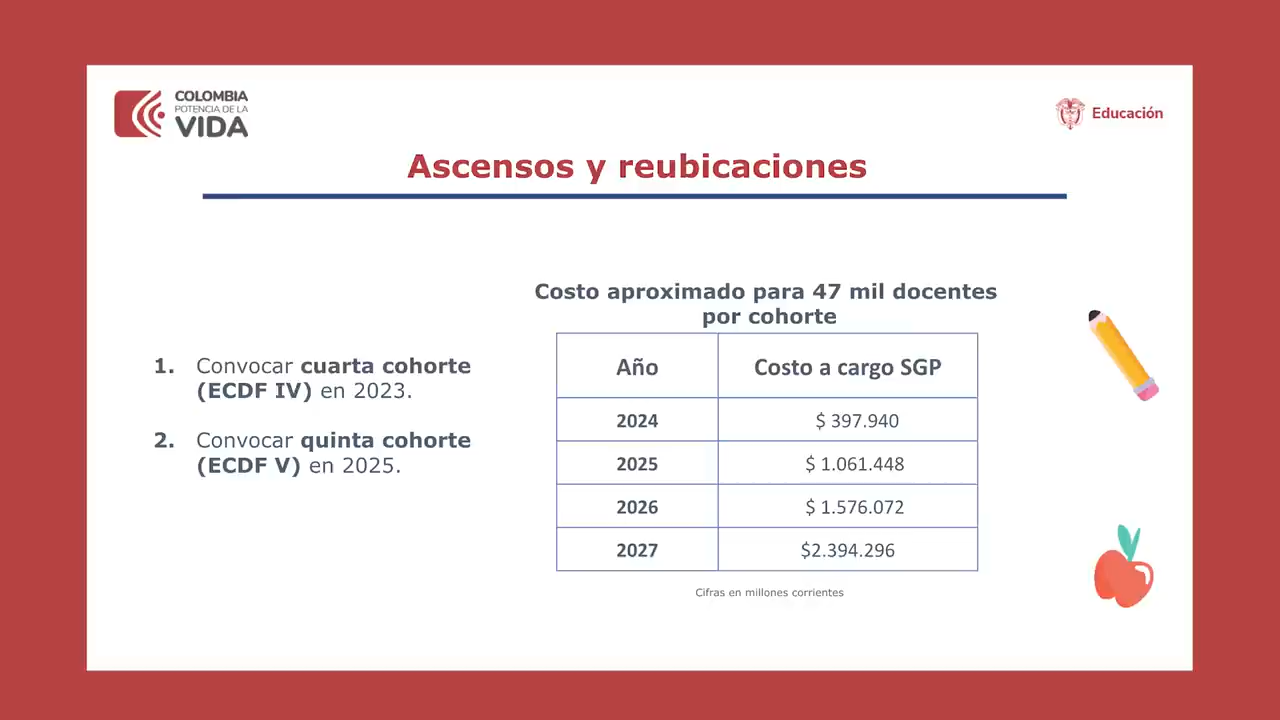 COLOMBIA
POTENCIA DE LA
VIDA
Educación
Ascensos y reubicaciones
1. Convocar cuarta cohorte
(ECDF IV) en 2023.
2. Convocar quinta cohorte
(ECDF V) en 2025.
Costo aproximado para 47 mil docentes
por cohorte
Año Costo a cargo SGP
2024 $ 397.940
2025 $ 1.061.448
2026 $ 1.576.072
2027 $2.394.296
Cifras en millones corrientes